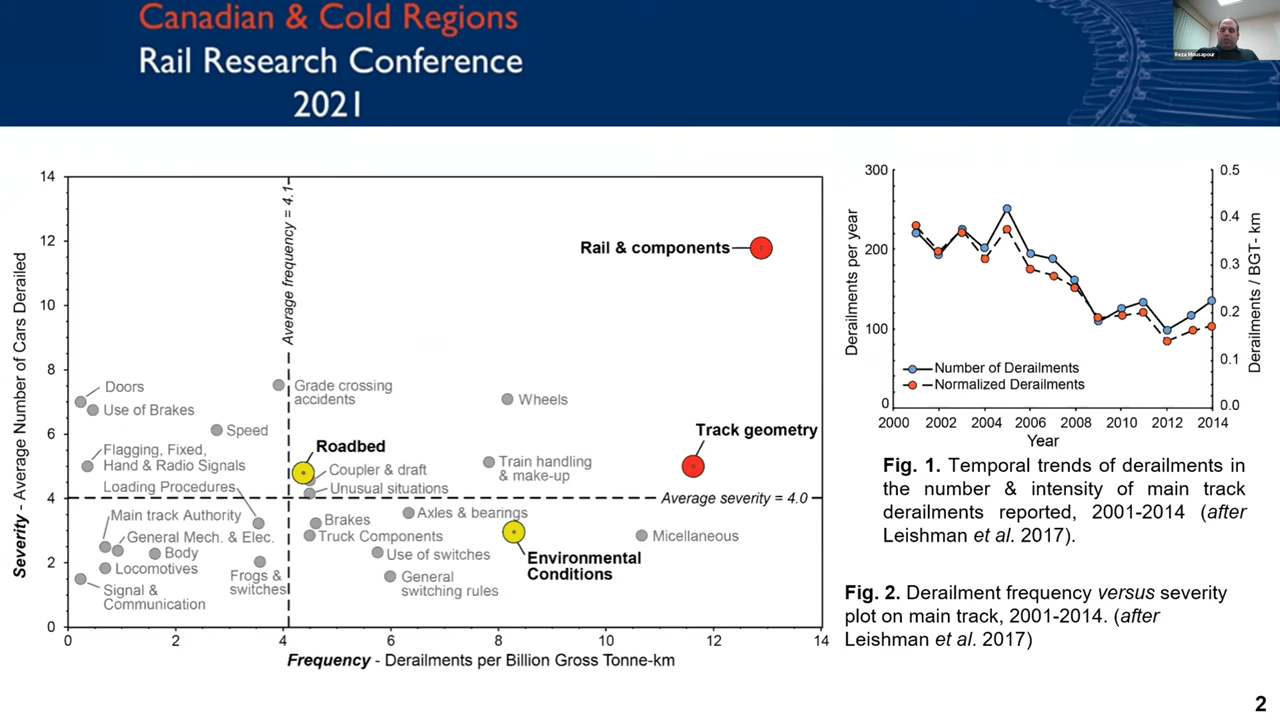 Canadian & Cold Regions
Rail Research Conference
2021
Reza Mousapour
14
12
10
8
6
4
2
0
0
2
4
6
8
10
12
14
Severity - Average Number of Cars Derailed
Frequency - Derailments per Billion Gross Tonne-km
Average frequency = 4.1
Average severity = 4.0
Rail & components
Doors
Use of Brakes
Grade crossing
accidents
Wheels
Speed
Track geometry
Roadbed
Flagging, Fixed,
Hand & Radio Signals
Coupler & draft
Train handling
& make-up
Loading Procedures
Unusual situations
Main track Authority
Axles & bearings
Brakes
General Mech. & Elec.
Truck Components
Micellaneous
Body
Use of switches
Environmental
Conditions
Locomotives
Frogs &
switches
General
switching rules
Signal &
Communication
300
200
100
0
0.5
0.4
0.3
0.2
0.1
0.0
Derailments per year
Derailments / BGT- km
Number of Derailments
Normalized Derailments
2000
2002
2004
2006
2008
2010
2012
2014
Year
Fig. 1. Temporal trends of derailments in
the number & intensity of main track
derailments reported, 2001-2014 (after
Leishman et al. 2017).
Fig. 2. Derailment frequency versus severity
plot on main track, 2001-2014. (after
Leishman et al. 2017)
2